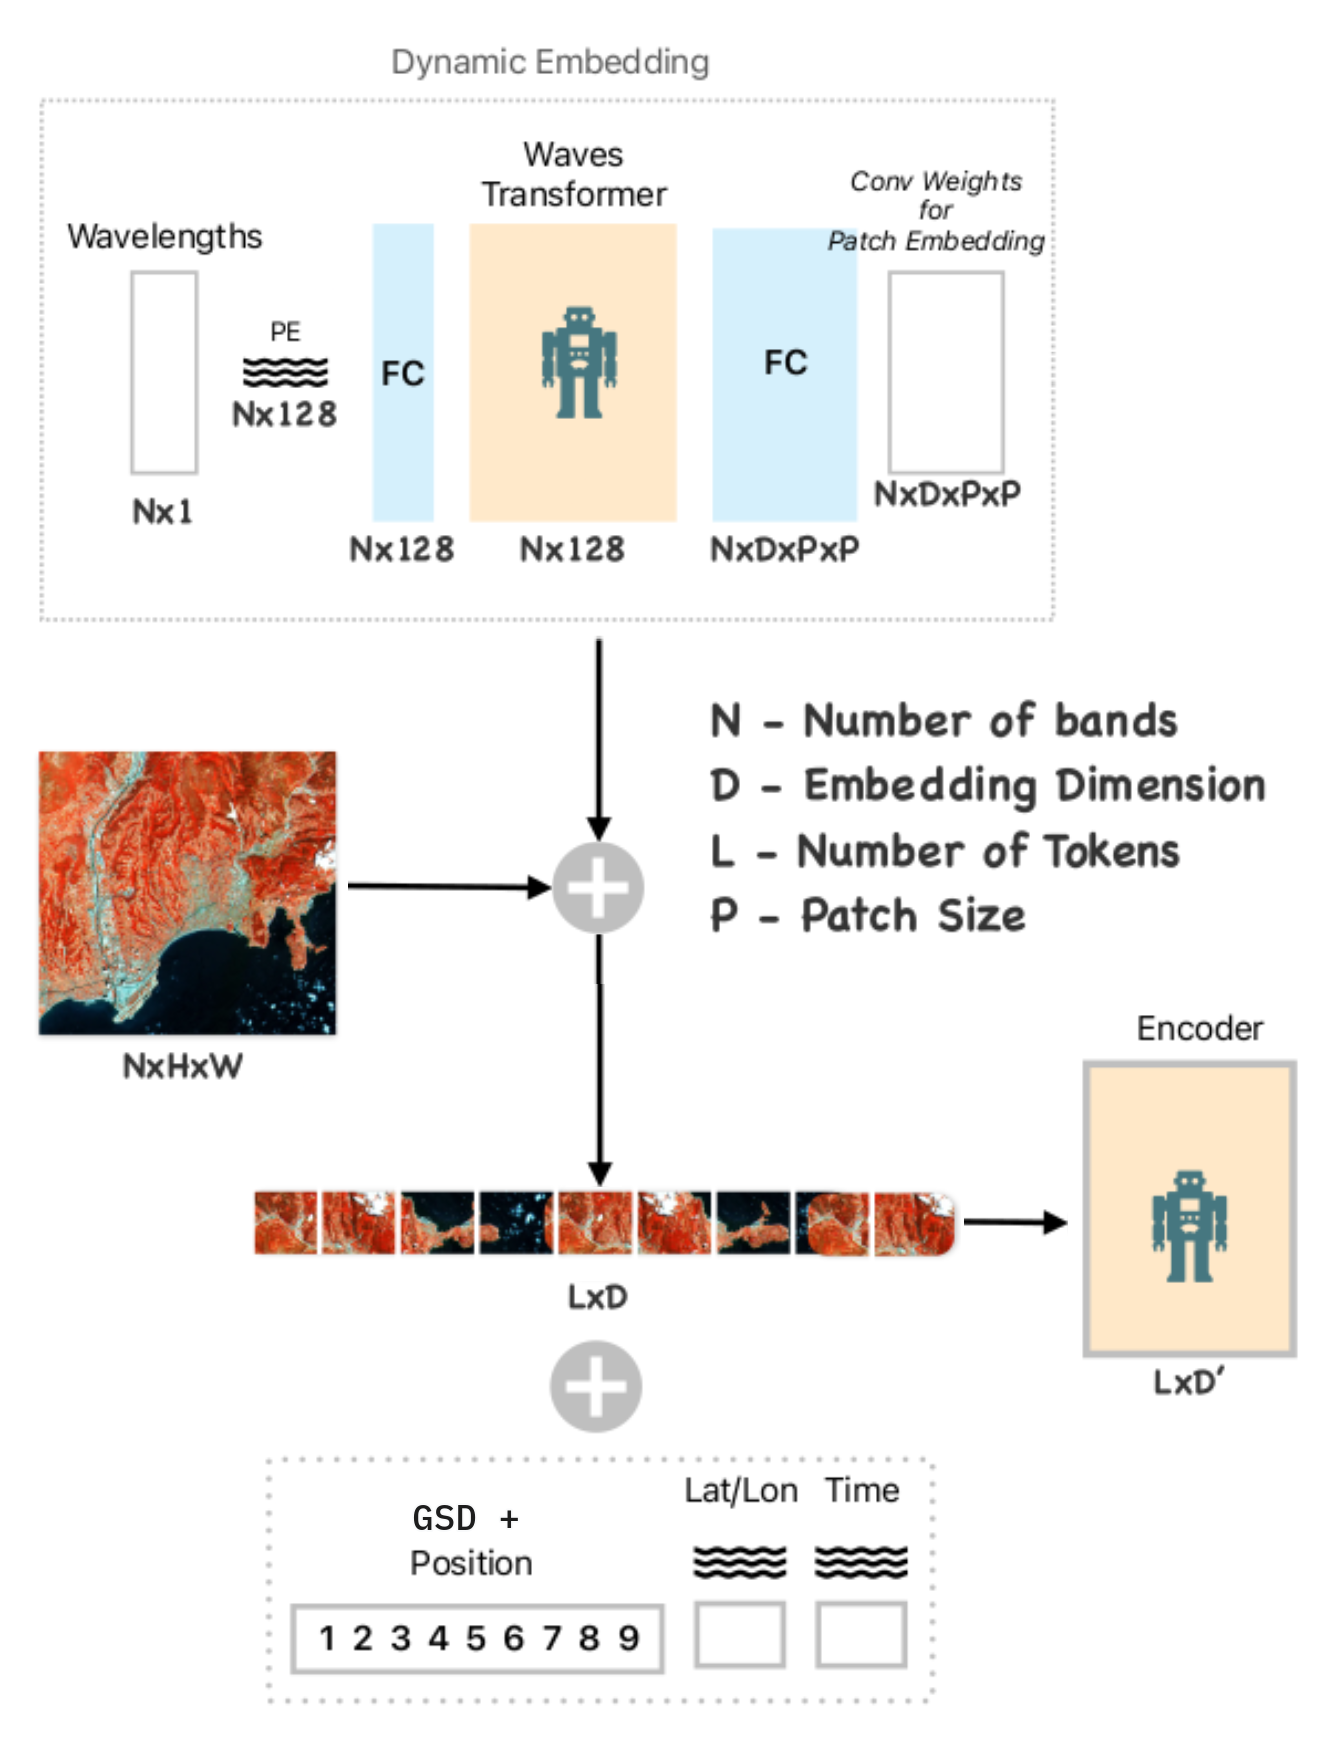 Dynamic Embedding
Waves
Transformer
Conv Weights
for
Patch Embedding
Wavelengths
PE
Nx128
FC
FC
Nx1
NxDxPxP
Nx128
Nx128
NxDxPxP
N - Number of bands
D - Embedding Dimension
L - Number of Tokens
P - Patch Size
NxHxW
Encoder
LxD
LxD'
GSD +
Position
Lat/Lon
Time
1 2 3 4 5 6 7 8 9